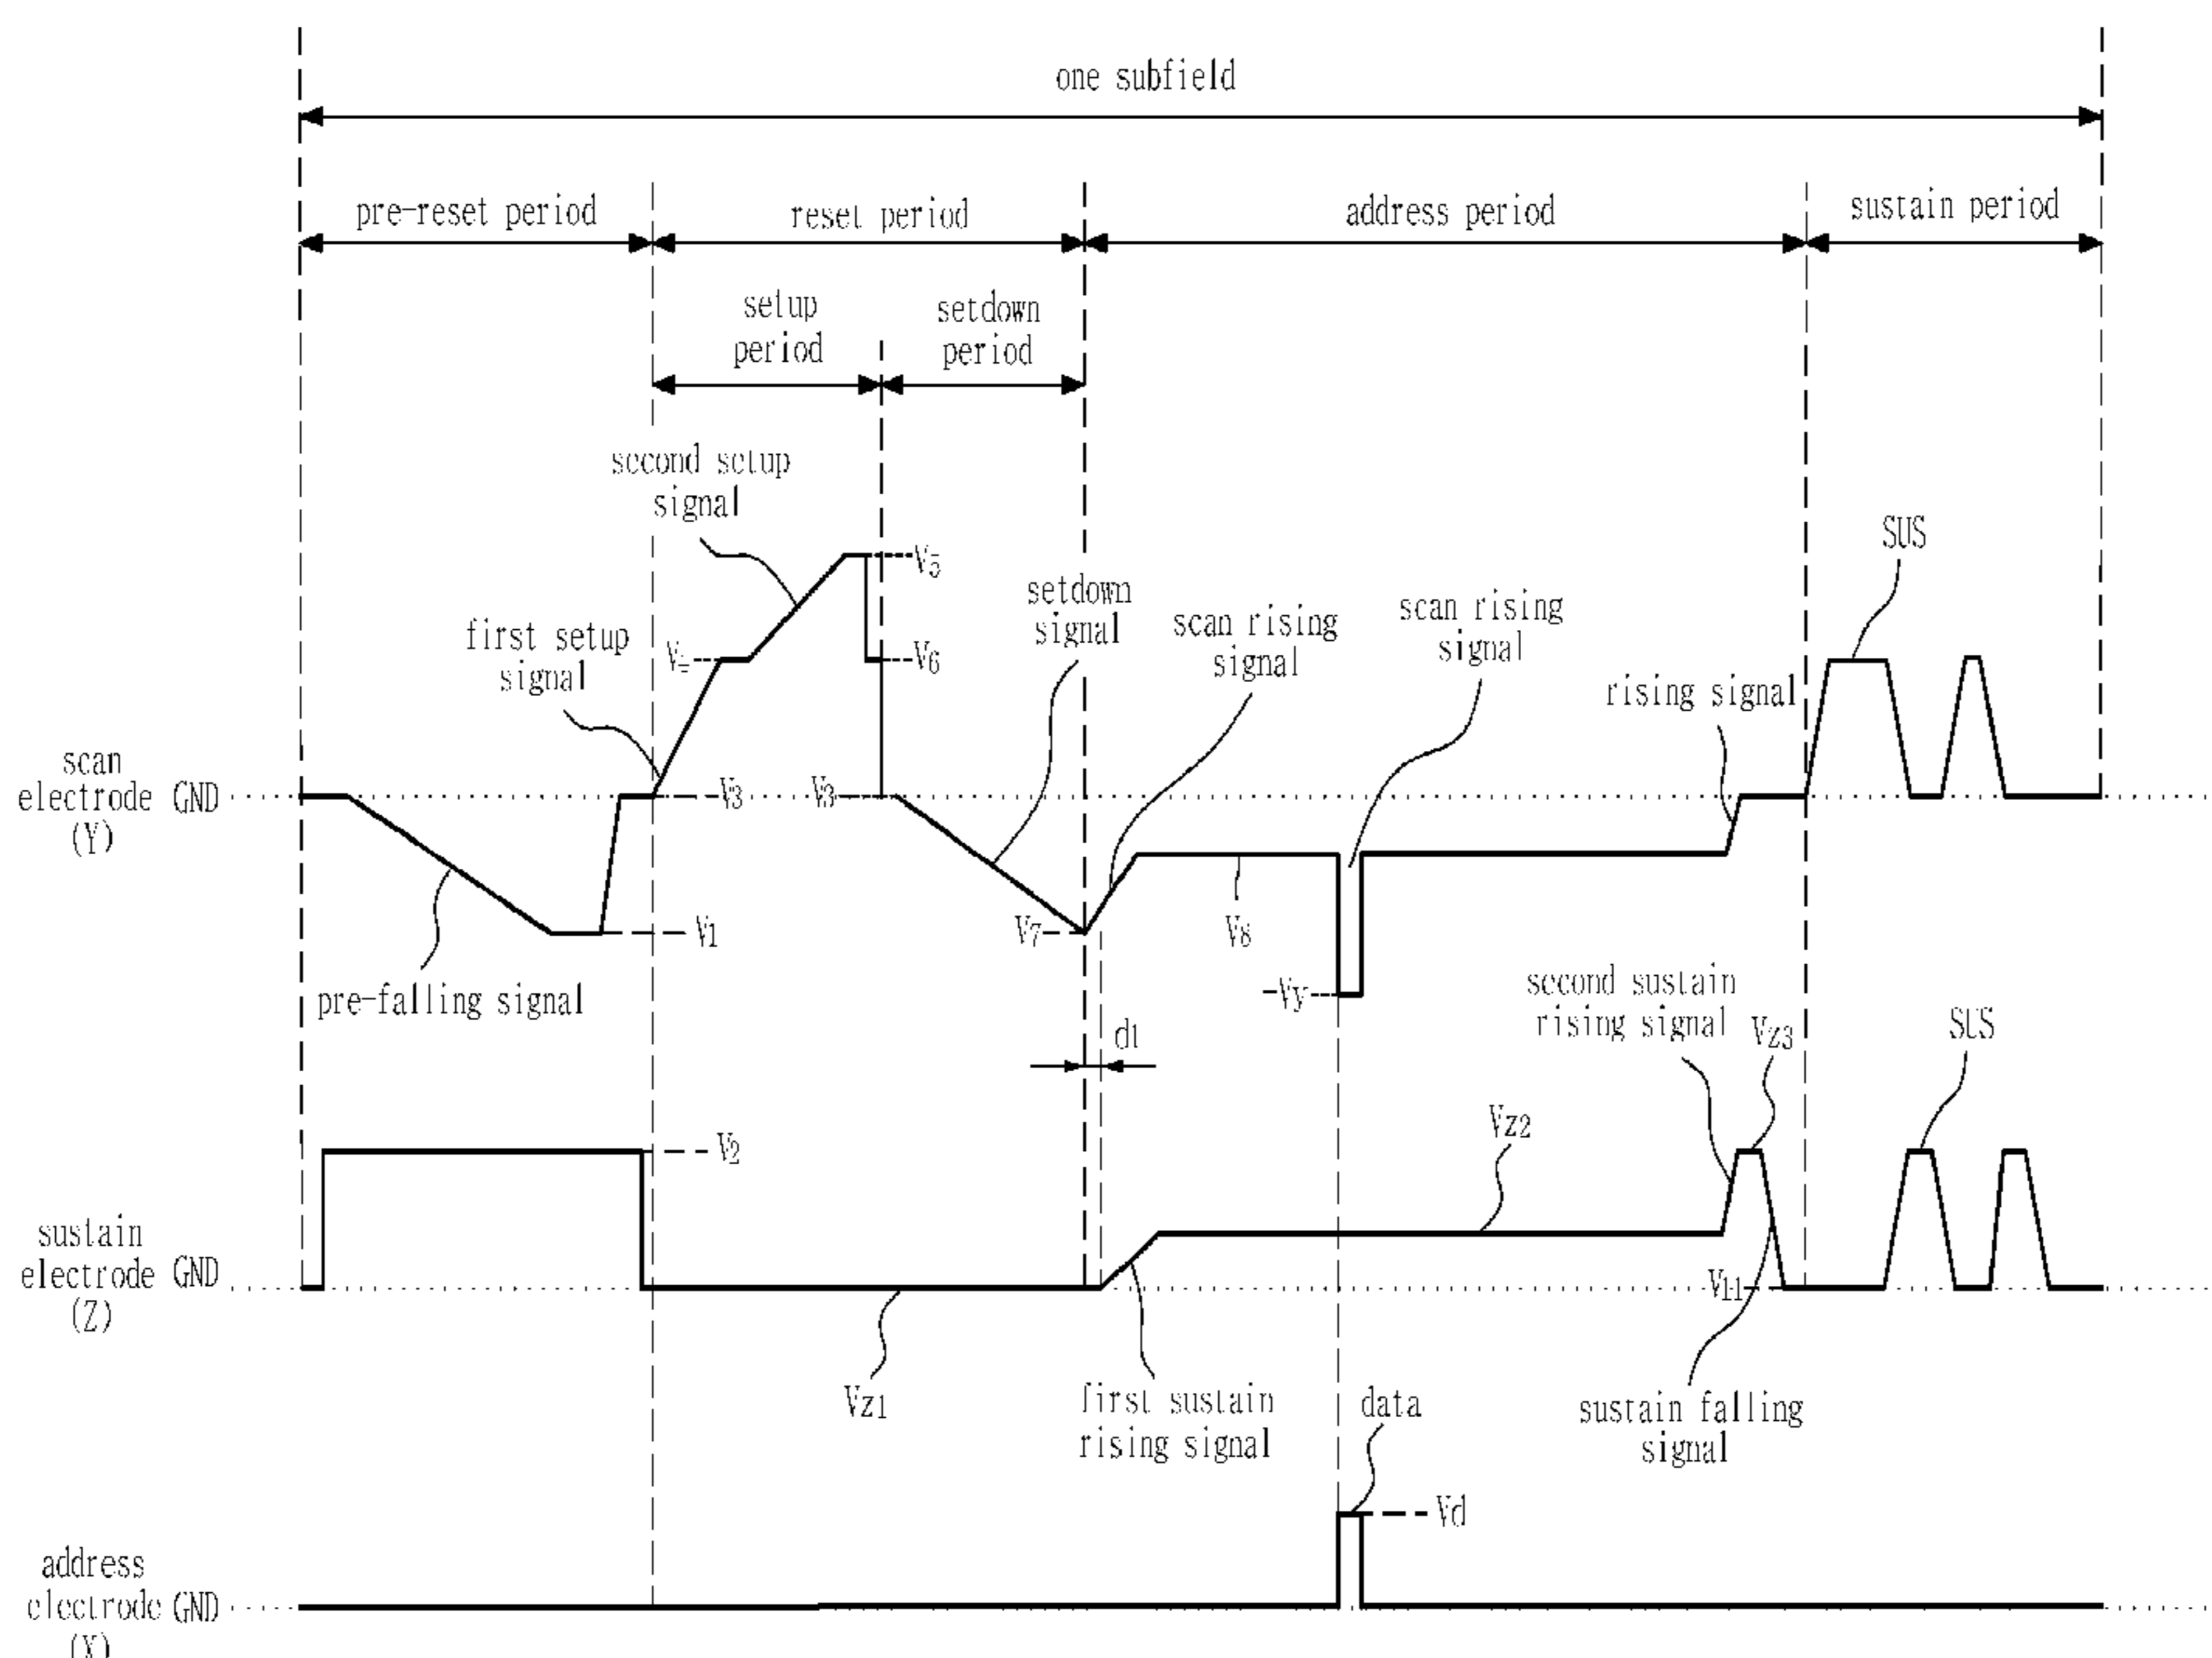 one subfield
pre-reset period
reset period
address period
sustain period
setup
period
setdown
period
second setup
signal
SUS
V5
setdown
signal
scan rising
signal
scan rising
signal
first setup
signal
V6
rising signal
scan
electrode GND
(Y)
V3
V3
V1
V7
V8
pre-falling signal
-Vy
second sustain
rising signal
Vz3
SUS
d1
V2
Vz2
sustain
electrode GND
(Z)
V11
Vz1
first sustain
rising signal
data
sustain falling
signal
Vd
address
electrode GND
(X)